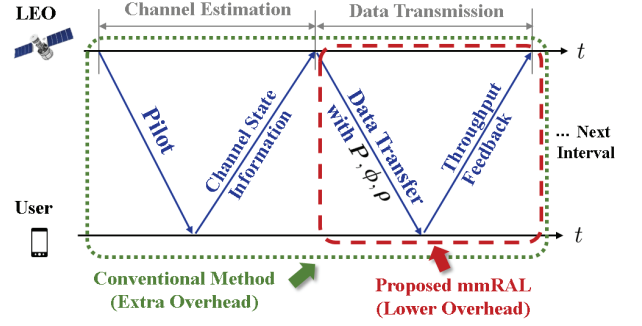 LEO
Channel Estimation
Data Transmission
t
Pilot
Channel State
Information
Data Transfer
with P, ϕ, ρ
Throughput
Feedback
... Next
Interval
User
t
Conventional Method
(Extra Overhead)
Proposed mmRAL
(Lower Overhead)